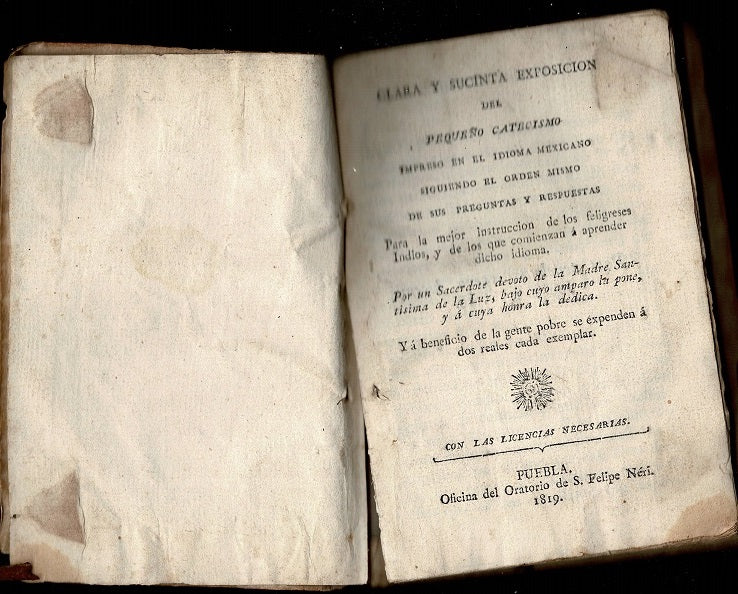 CLARA Y SUCINTA EXPOSICION
DEL
PEQUEÑO CATECISMO
IMPRESO EN EL IDIOMA MEXICANO
SIGUIENDO EL ORDEN MISMO
DE SUS PREGUNTAS Y RESPUESTAS
Para la mejor instruccion de los feligreses
Indios, y de los que comienzan á aprender
dicho idioma.
Por un Sacerdote devoto de la Madre San-
tisima de la Luz, bajo cuyo amparo la pone,
y á cuya honra la dedica.
Y á beneficio de la gente pobre se expenden á
dos reales cada exemplar.
CON LAS LICENCIAS NECESARIAS.
PUEBLA.
Oficina del Oratorio de S. Felipe Néri.
1819.